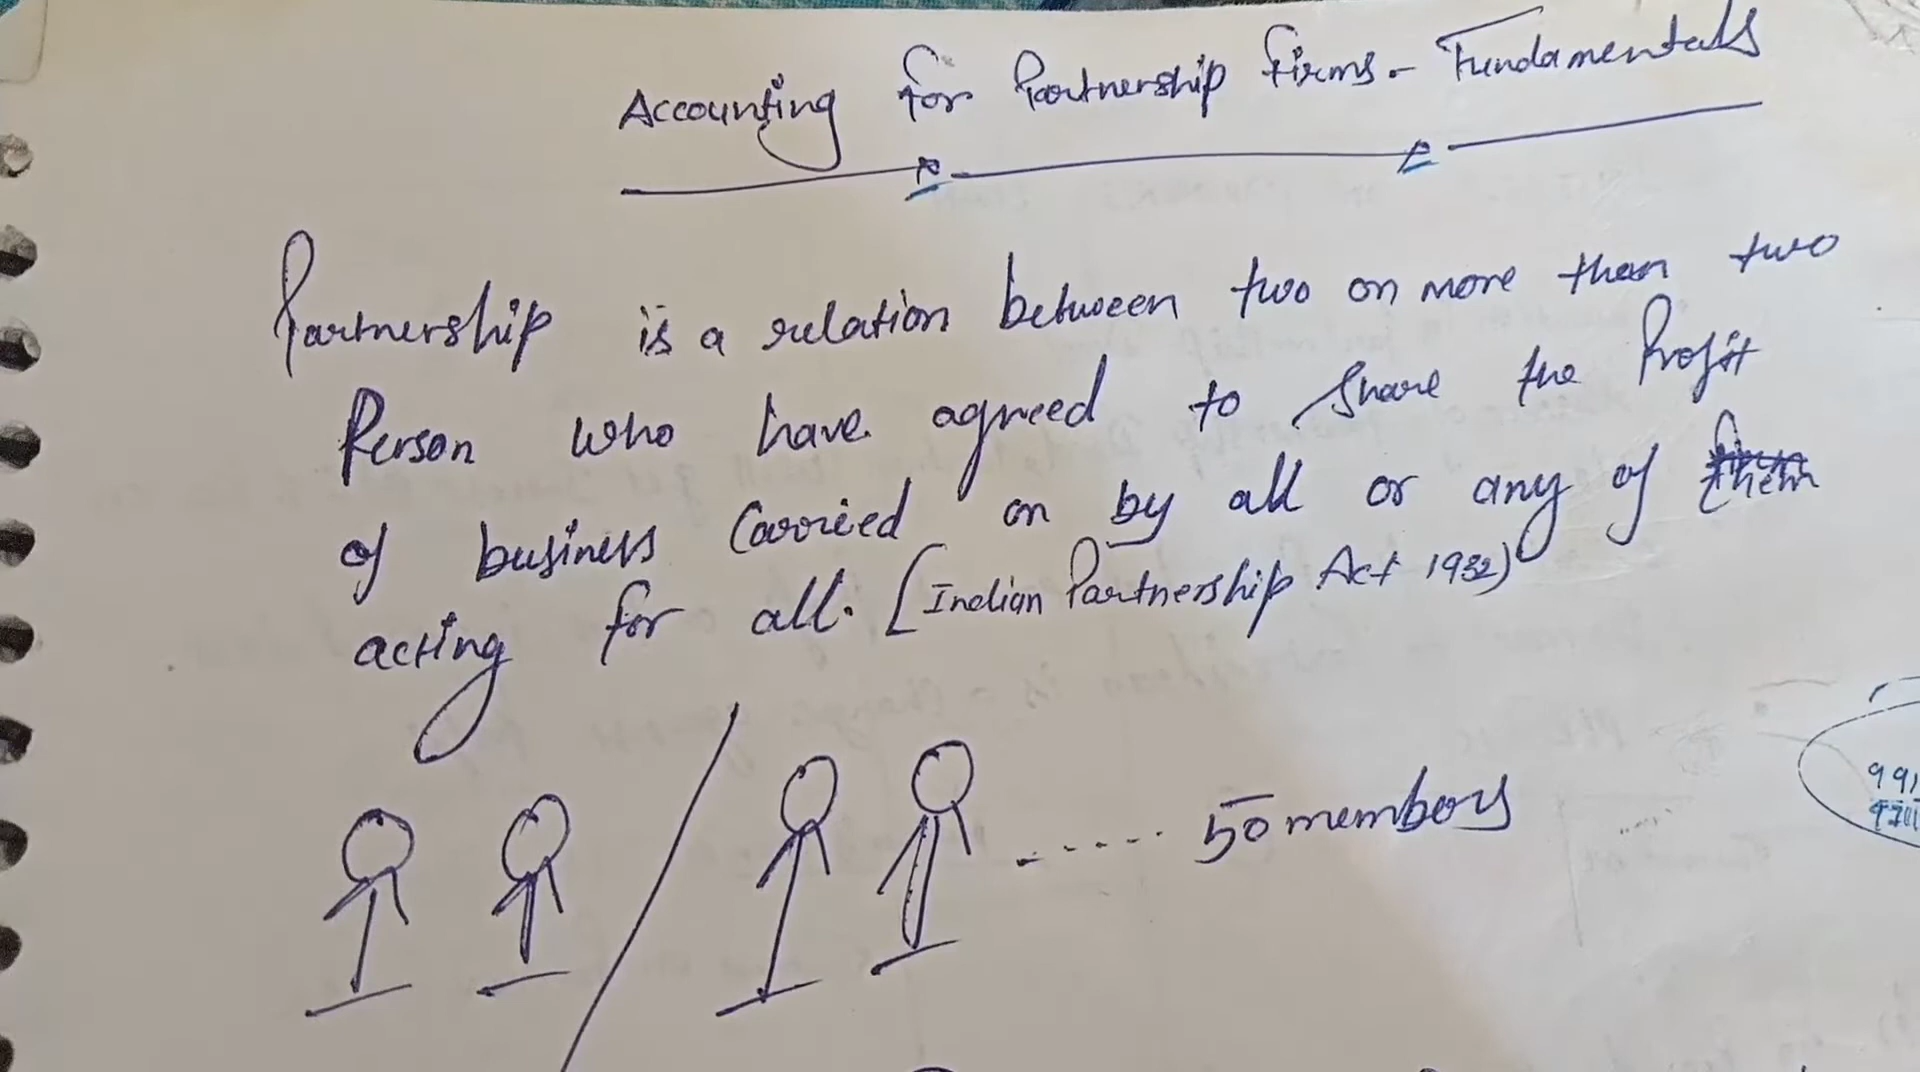 Accounting for Partnership Firms - Fundamentals
Partnership is a relation between two or more than two
Person who have agreed to share the Profit
of business Carried on by all or any of them
acting for all. [Indian Partnership Act 1932)
..... 50 members